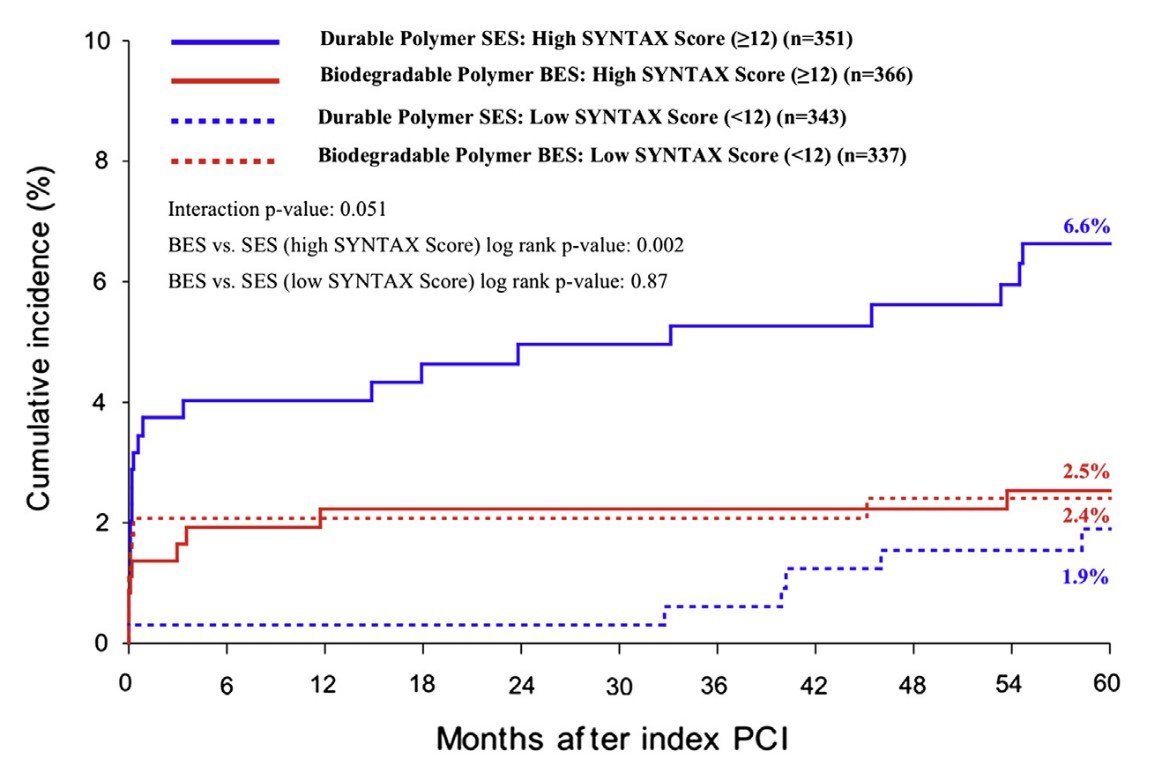 Durable Polymer SES: High SYNTAX Score (≥12) (n=351)
Biodegradable Polymer BES: High SYNTAX Score (≥12) (n=366)
Durable Polymer SES: Low SYNTAX Score (<12) (n=343)
Biodegradable Polymer BES: Low SYNTAX Score (<12) (n=337)
Interaction p-value: 0.051
BES vs. SES (high SYNTAX Score) log rank p-value: 0.002
BES vs. SES (low SYNTAX Score) log rank p-value: 0.87
Cumulative incidence (%)
10
8
6
4
2
0
6.6%
2.5%
2.4%
1.9%
0 6 12 18 24 30 36 42 48 54 60
Months after index PCI